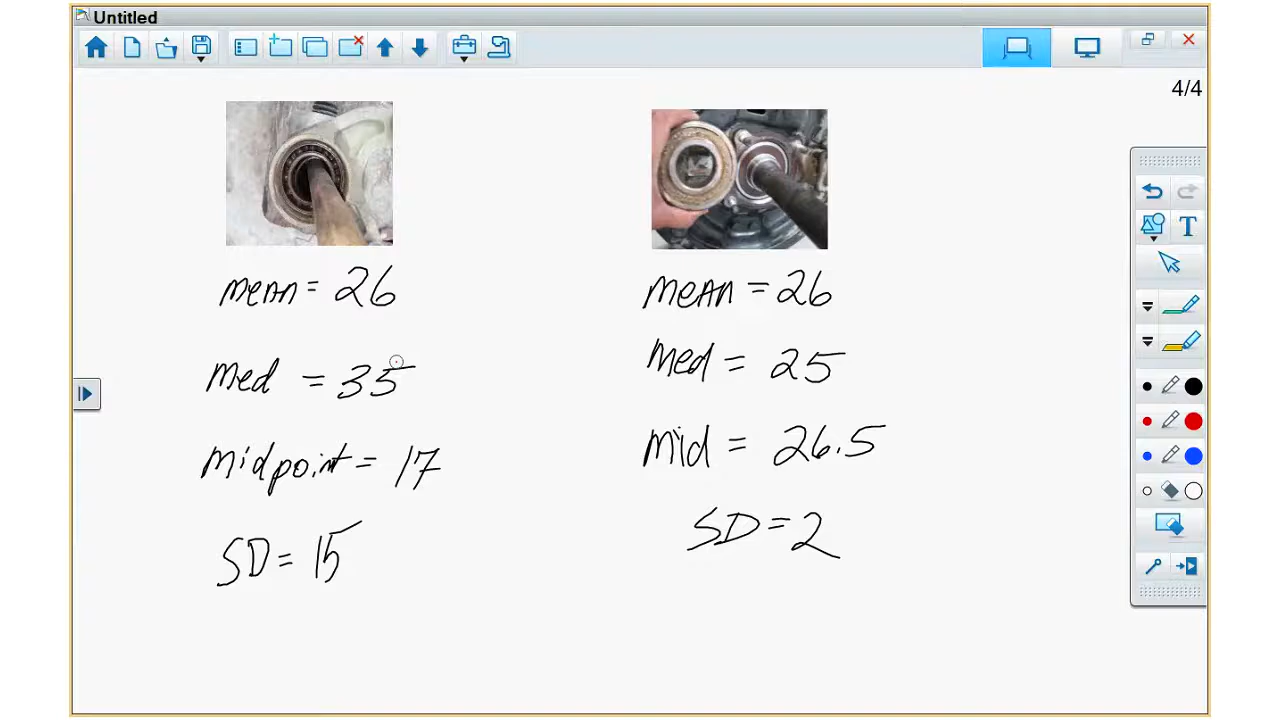 Untitled
4/4
T
mean = 26
med = 35
midpoint = 17
SD = 15
mean = 26
med = 25
mid = 26.5
SD = 2